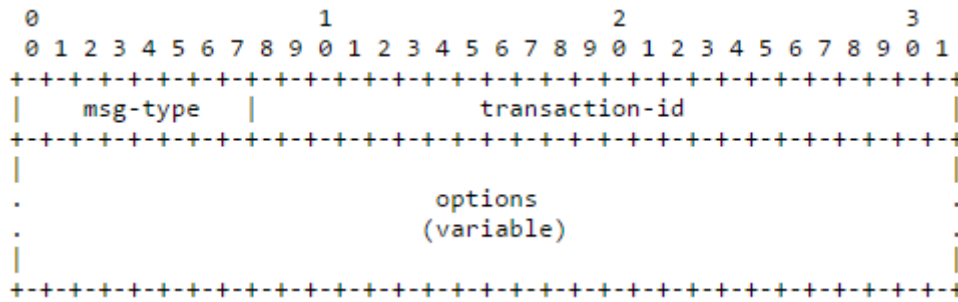 0 1 2 3
0 1 2 3 4 5 6 7 8 9 0 1 2 3 4 5 6 7 8 9 0 1 2 3 4 5 6 7 8 9 0 1
+-+-+-+-+-+-+-+-+-+-+-+-+-+-+-+-+-+-+-+-+-+-+-+-+-+-+-+-+-+-+-+-+
| msg-type | transaction-id |
+-+-+-+-+-+-+-+-+-+-+-+-+-+-+-+-+-+-+-+-+-+-+-+-+-+-+-+-+-+-+-+-+
| |
. options .
. (variable) .
| |
+-+-+-+-+-+-+-+-+-+-+-+-+-+-+-+-+-+-+-+-+-+-+-+-+-+-+-+-+-+-+-+-+